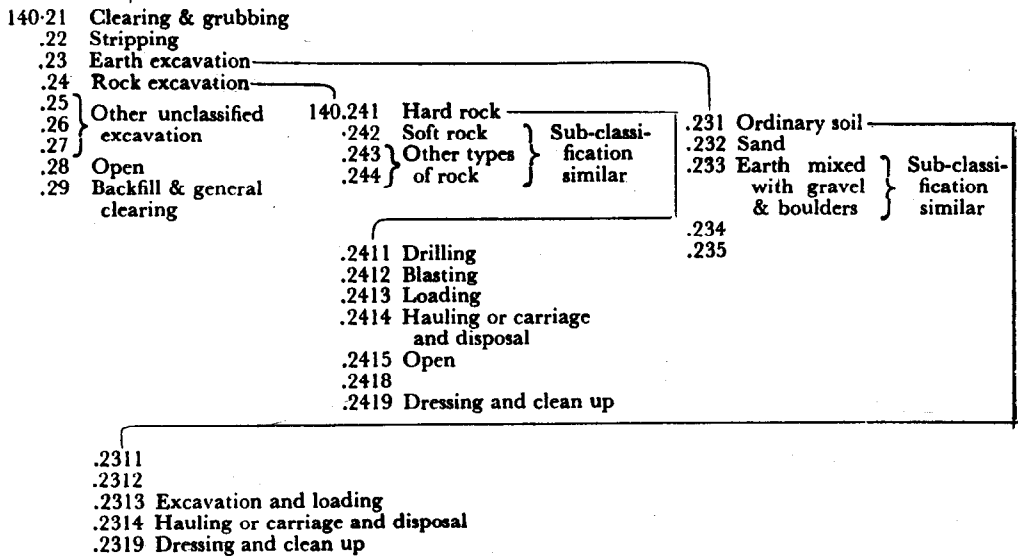 140·21 Clearing & grubbing
.22 Stripping
.23 Earth excavation
.24 Rock excavation
.25
.26 Other unclassified
.27 excavation
.28 Open
.29 Backfill & general
clearing
140.241 Hard rock
·242 Soft rock
.243 Other types
.244 of rock
Sub-classi-
fication
similar
.231 Ordinary soil
.232 Sand
.233 Earth mixed
with gravel
& boulders
Sub-classi-
fication
similar
.234
.235
.2411 Drilling
.2412 Blasting
.2413 Loading
.2414 Hauling or carriage
and disposal
.2415 Open
.2418
.2419 Dressing and clean up
.2311
.2312
.2313 Excavation and loading
.2314 Hauling or carriage and disposal
.2319 Dressing and clean up